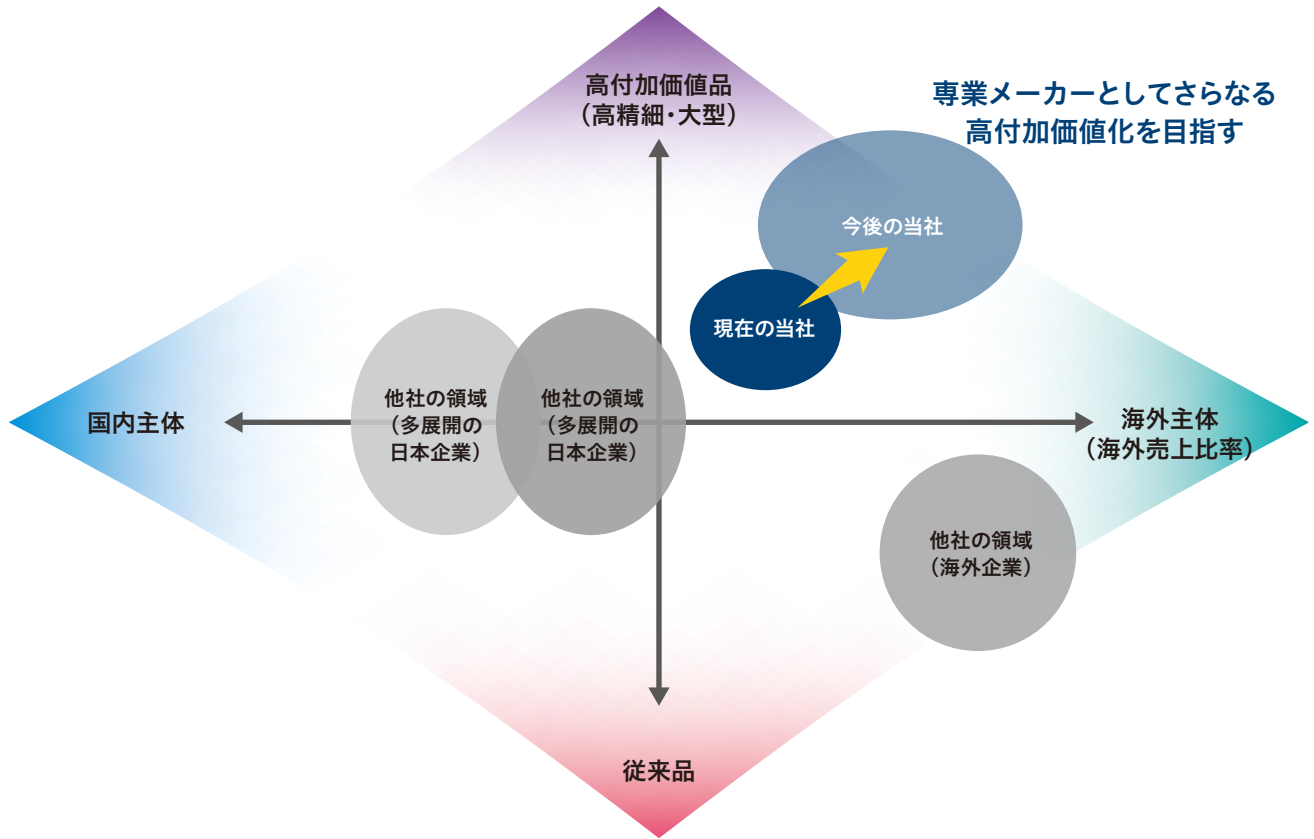 高付加価値品
（高精細・大型）
専業メーカーとしてさらなる
高付加価値化を目指す
今後の当社
現在の当社
国内主体
他社の領域
（多展開の
日本企業）
他社の領域
（多展開の
日本企業）
海外主体
（海外売上比率）
他社の領域
（海外企業）
従来品